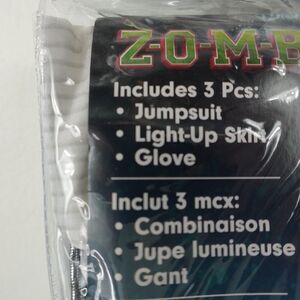 Z-O-M-B
Includes 3 Pcs:
• Jumpsuit
• Light-Up Skirt
• Glove
Inclut 3 mcx:
• Combinaison
• Jupe lumineuse
• Gant